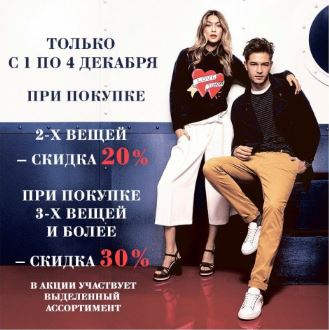 ТОЛЬКО
С 1 ПО 4 ДЕКАБРЯ
ПРИ ПОКУПКЕ
2-Х ВЕЩЕЙ
– СКИДКА 20%
ПРИ ПОКУПКЕ
3-Х ВЕЩЕЙ
И БОЛЕЕ
– СКИДКА 30%
В АКЦИИ УЧАСТВУЕТ
ВЫДЕЛЕННЫЙ
АССОРТИМЕНТ
LOVE